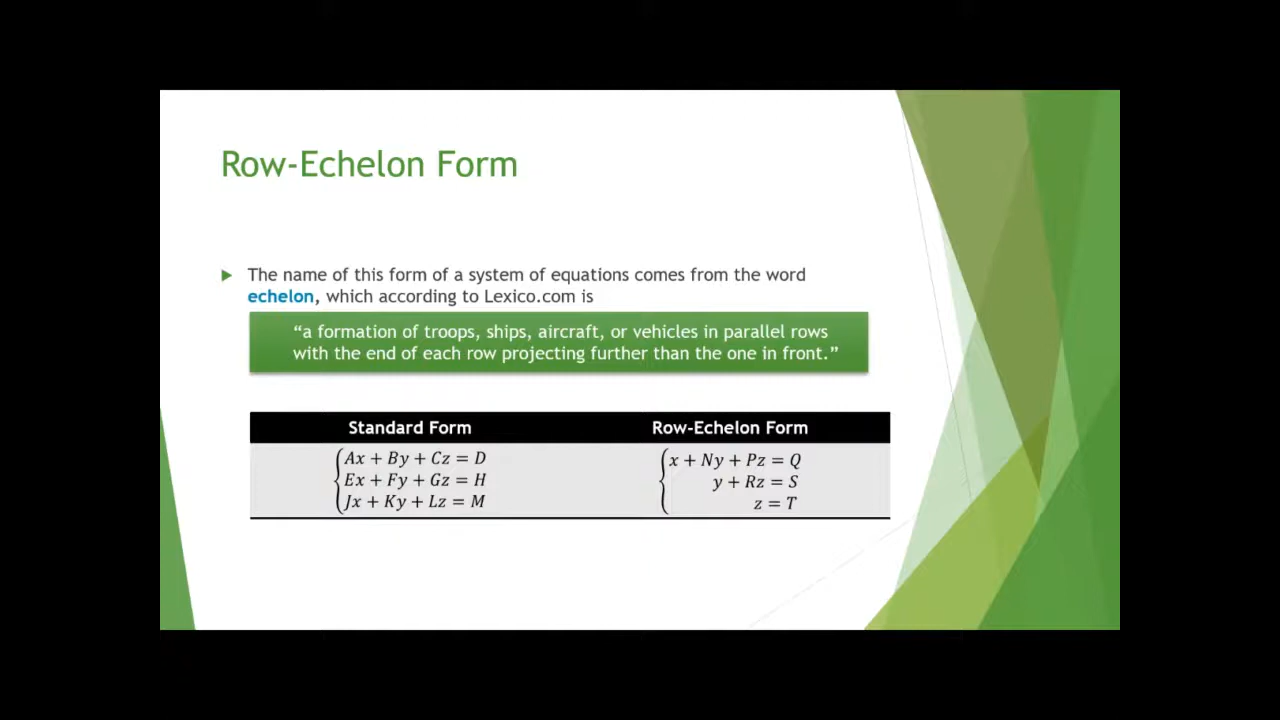 Row-Echelon Form
The name of this form of a system of equations comes from the word
echelon, which according to Lexico.com is
“a formation of troops, ships, aircraft, or vehicles in parallel rows
with the end of each row projecting further than the one in front.”
Standard Form Row-Echelon Form
Ax + By + Cz = D
Ex + Fy + Gz = H
Jx + Ky + Lz = M
x + Ny + Pz = Q
y + Rz = S
z = T